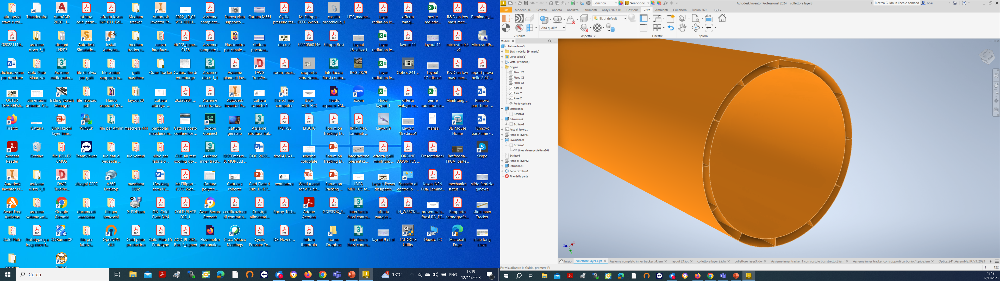 altri pezzi stave e col...
Thunderbird
AutoCAD 2020 - I...
offerta cole-parm...
offerta loson INP-011-Col...
Medium tracker
Autodesk Inventor Pr...
2022_10_03 VTX REGU...
Assieme completo...
Nuova vista supporto ...
Cattura M55J
Cyclic pressure tes...
Mr Filippo - CEPC Works...
casello orecchiella_1
HTS_magne...
Layer radiation le...
offerta wataj...
pesi e radiatio...
R&D on low mass mec...
Reminder_L...
G20221110...
assieme disco 3_1
disegni LN2P3
Autodesk Simulatio...
Install Autodes...
medium tracker r...
nuovo interfacc...
46772_signe... 9176
Assieme completo l...
Flussimetro per canale ...
Cattura pocofoa...
disco 2
F2210560146
Filippo Bosi
Layout 16+disco1
Layer radiation le...
layout 11
layout 11
microvite 0.5 - v2
MicrosoftPr...
dichiarazione per direttore
Cold Plate Maurizio
Assieme midle outer...
file di silvia per galli
file venturi supporto in...
galli maschere
Outer Tracker
Cattura fee di edimburgo
Assieme disco 1_1
Assieme piano di lav...
DWG TrueVie...
room_recei...
supporto vibraziona...
Interfaccia flussi contra...
IMG_2879
Layer radiation le...
Optics_241_...
Layout 17+disco1
R&D on low mass mec...
report prova belle 2 07-...
OUTER TRACKERsli...
dimensioni detector AT...
Inkling Sketch Manager
file fabrizio pdf
Fluido especial 3M...
layout 20
Cattura albergo _...
20220901_...
Assieme inner tracke...
Autodesk Inventor Pr...
Cattura roberto 1
File sul mio computer
IDEA MDI-FCC
Fluido especial 3M...
Zoom
Nuovi layout_1
offerta watajet ce...
pesi e radiation le...
Minifitting_...
Rinnovo part-time -...
Firefox
Cattura
Simulazioni layer Inne...
WinSCP
file per Armin
maschera 444
particolari maschera m...
Cattura costo conference ...
Adobe Connect
Cattura gennaro
Assieme struttura tral...
FP51-SL
EP30TC
Forum on Tracking D...
INFN Pisa, Laminati ...
Layout 9
Layout 18+disco1
marisa
3D Mouse Home
Rinnovo part-time -...
Acrobat Reader
Cestino
file BELLE2 CMOS
TeamViewer
file dati a bedeschi ...
file venturi
slide per fabrizio ...
CLIC air test cooling dp-...
Assieme inner track...
DDTEmesso... & MORELLI ...
DOC-2022...
doc041341...
schema coldplate
Forum on Tracking D...
integrazione presentazi...
offerta galli minifitting...
ORDINE LOSON FCC ...
Présentation1
Raffredda... FPGA parte...
Skype
Autodesk Inventor Pr...
assieme disco 2_1
DWG TrueVie...
disegni CEPC
A360 Desktop
maschera 1332
1Booking form FC...
Mr Filippo - CEPC Wor...
Cattura polytec ...
Cattura x roberto
Cold Plate 4 Tubi T=15°...
ventilatore
Wind tunnel for VTX air...
Forum on Tracking ...
IDEA MDI-FCC ta...
Layer 1 Power dissipated
Pannello di controllo - ...
loson INFN Pisa, Lamina...
mechanics status Pis...
slide fabrizio ginevra
Avast Free Antivirus
assieme volume col...
Google Chrome
documenti macchina
file per bedeschi
X-PDFsam
OB- Cold Plate 3&4
COLD PLATE FCC_1
Avast Secure Browser
certificazione di contratto...
Consigli alimentari...
Epoxy-Tech...
Adobe Acrobat
GDFSFOX_2...
Interfaccia flussi contra...
offerta watajet ...
LH_WEBCKI...
presentazio... fbosi RD_FC...
Rapporto termografic...
slide inner Tracker
Cold Plate
Prototyping a long stave f...
CDBurnerXP
file per fabrizi...
OpenVPN GUI
Cold plate production
Cold Plate L5 Prototype
AOO_PI-202... Bosi F_signed
Flussimetro per canale ...
Cisco Webex Meetings
Cyclic Pressure Te...
DS-Novec-...
fattura iberdrola
home Dropbox
Interfaccia flussi contra...
layout 9 et al
LMTOOLS Utility
Questo PC
Microsoft Edge
slide long stave
assieme
Virtual
Cerca
13°C
ENG
17:19
12/11/2023
Generico
*Arancione
Autodesk Inventor Professional 2024 collettore layer3
Ricerca Guida in linea e comand
bosi
File Modello 3D Schizzo Annota Analizza Strumenti Ansys 2023 R1 Gestione Vista Ambienti Collabora Fusion 360
IBL di default
Alta qualità
Visibilità Aspetto Finestre Esplora
Modello
collettore layer3
Stati modello: [Primario]
Corpi solidi(1)
Vista: [Primario]
Origine
Piano YZ
Piano XZ
Piano XY
Asse X
Asse Y
Asse Z
Punto centrale
Estrusione1
Schizzo1
Estrusione2
Schizzo2
Asse di lavoro1
Piano di lavoro1
Rivoluzione1
Schizzo3
Linea chiusa proiettata361
Schizzo6
Piano di lavoro2
Estrusione3
Serie circolare1
Fine della parte
Z X Y
Inizio collettore layer3.ipt Assieme completo inner tracker _4.iam layout 21.ipt collettore layer 2.idw collettore layer3.idw Assieme inner tracker 1 con costole bus stretto_3.iam Assieme inner tracker con supporti carbonio_1_pipe.iam Optics_241_Assembly_IR_V3_2023
Per visualizzare la Guida, premere F1
1 122
17:19
12/11/2023